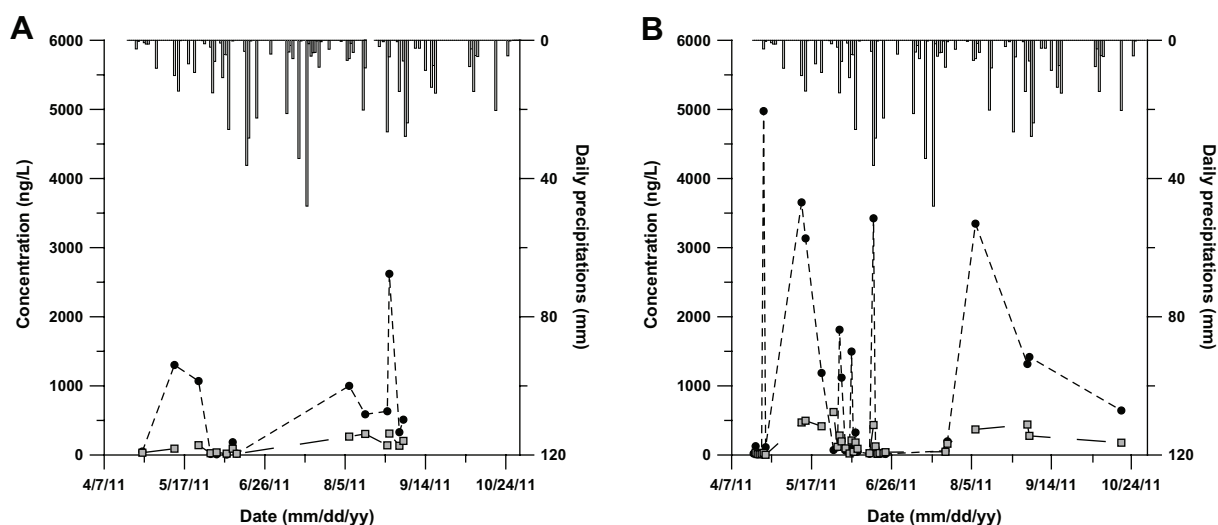 A
6000
5000
4000
3000
2000
1000
0
Concentration (ng/L)
0
40
80
120
Daily precipitations (mm)
4/7/11 5/17/11 6/26/11 8/5/11 9/14/11 10/24/11
Date (mm/dd/yy)
B
6000
5000
4000
3000
2000
1000
0
Concentration (ng/L)
0
40
80
120
Daily precipitations (mm)
4/7/11 5/17/11 6/26/11 8/5/11 9/14/11 10/24/11
Date (mm/dd/yy)